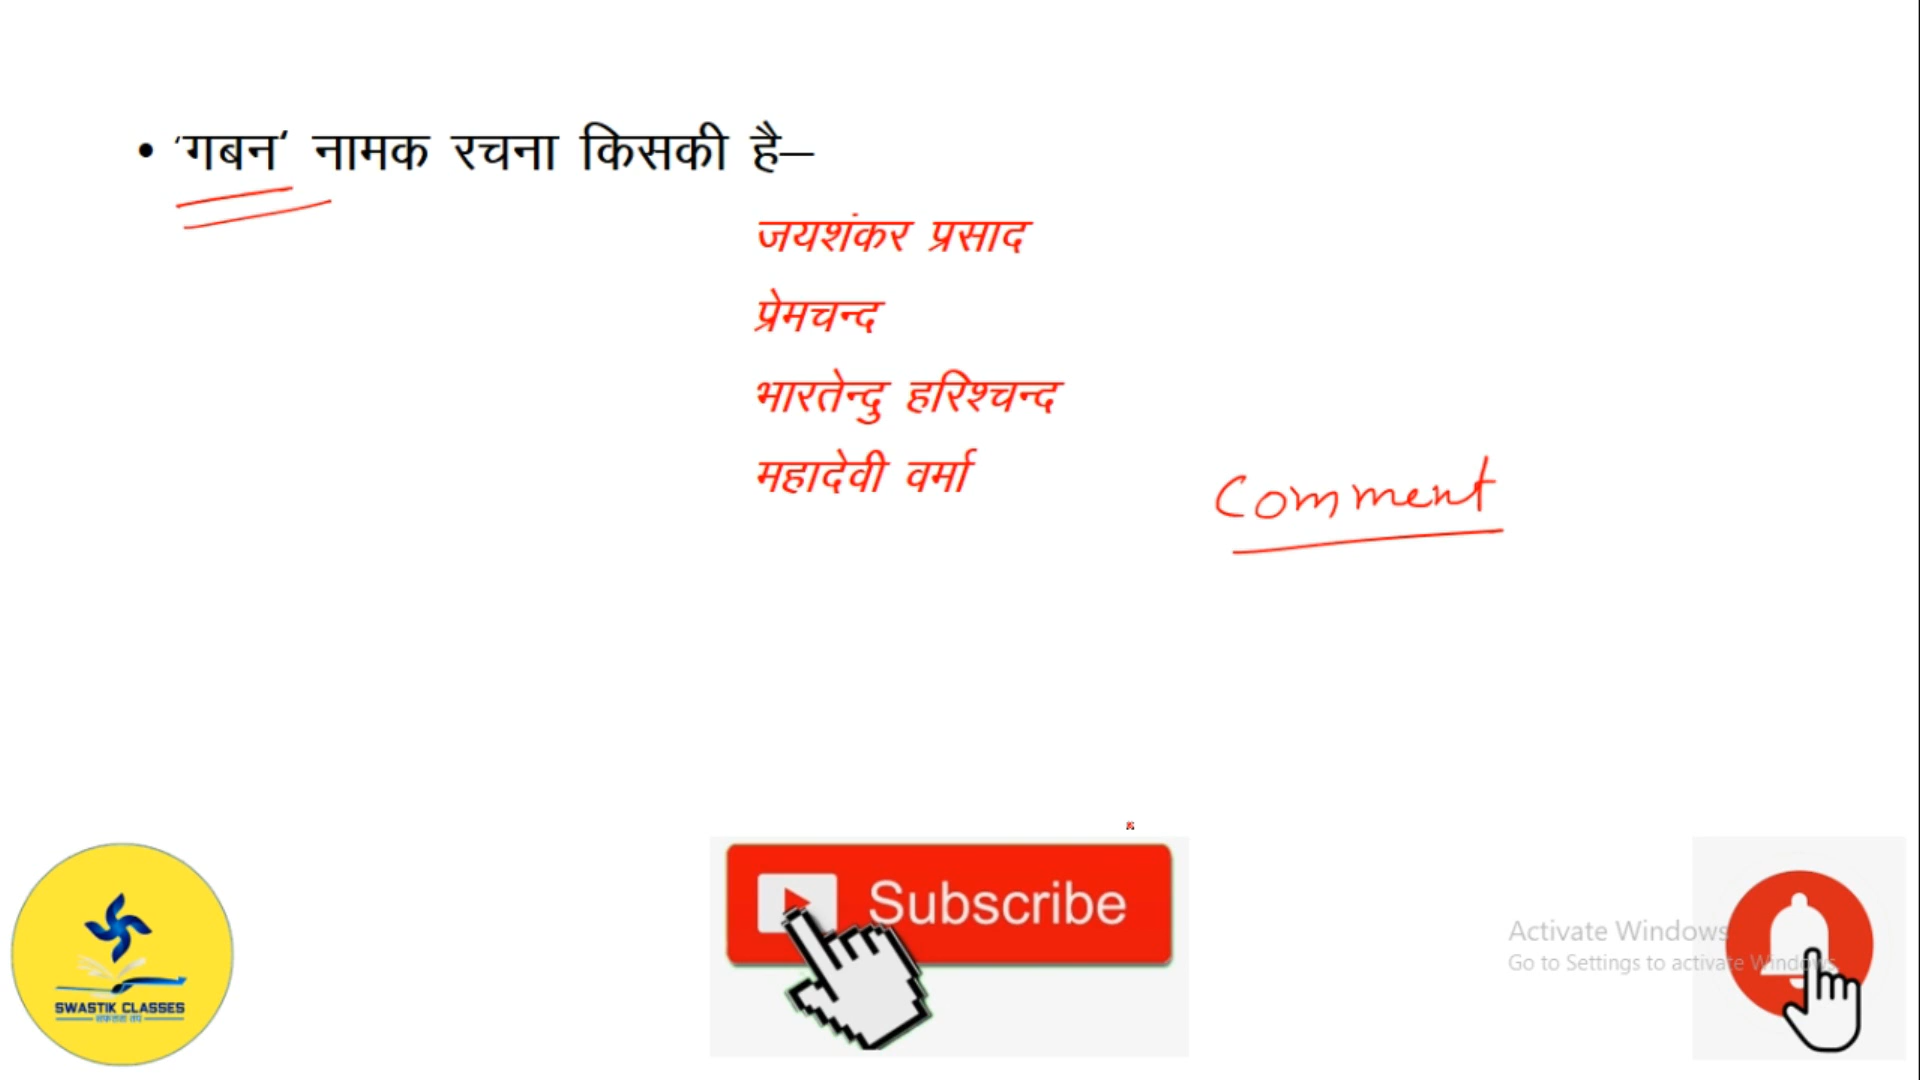 • ‘गबन’ नामक रचना किसकी है–
जयशंकर प्रसाद
प्रेमचन्द
भारतेन्दु हरिश्चन्द
महादेवी वर्मा
Comment
Subscribe
Activate Windows
Go to Settings to activate Windows.
SWASTIK CLASSES